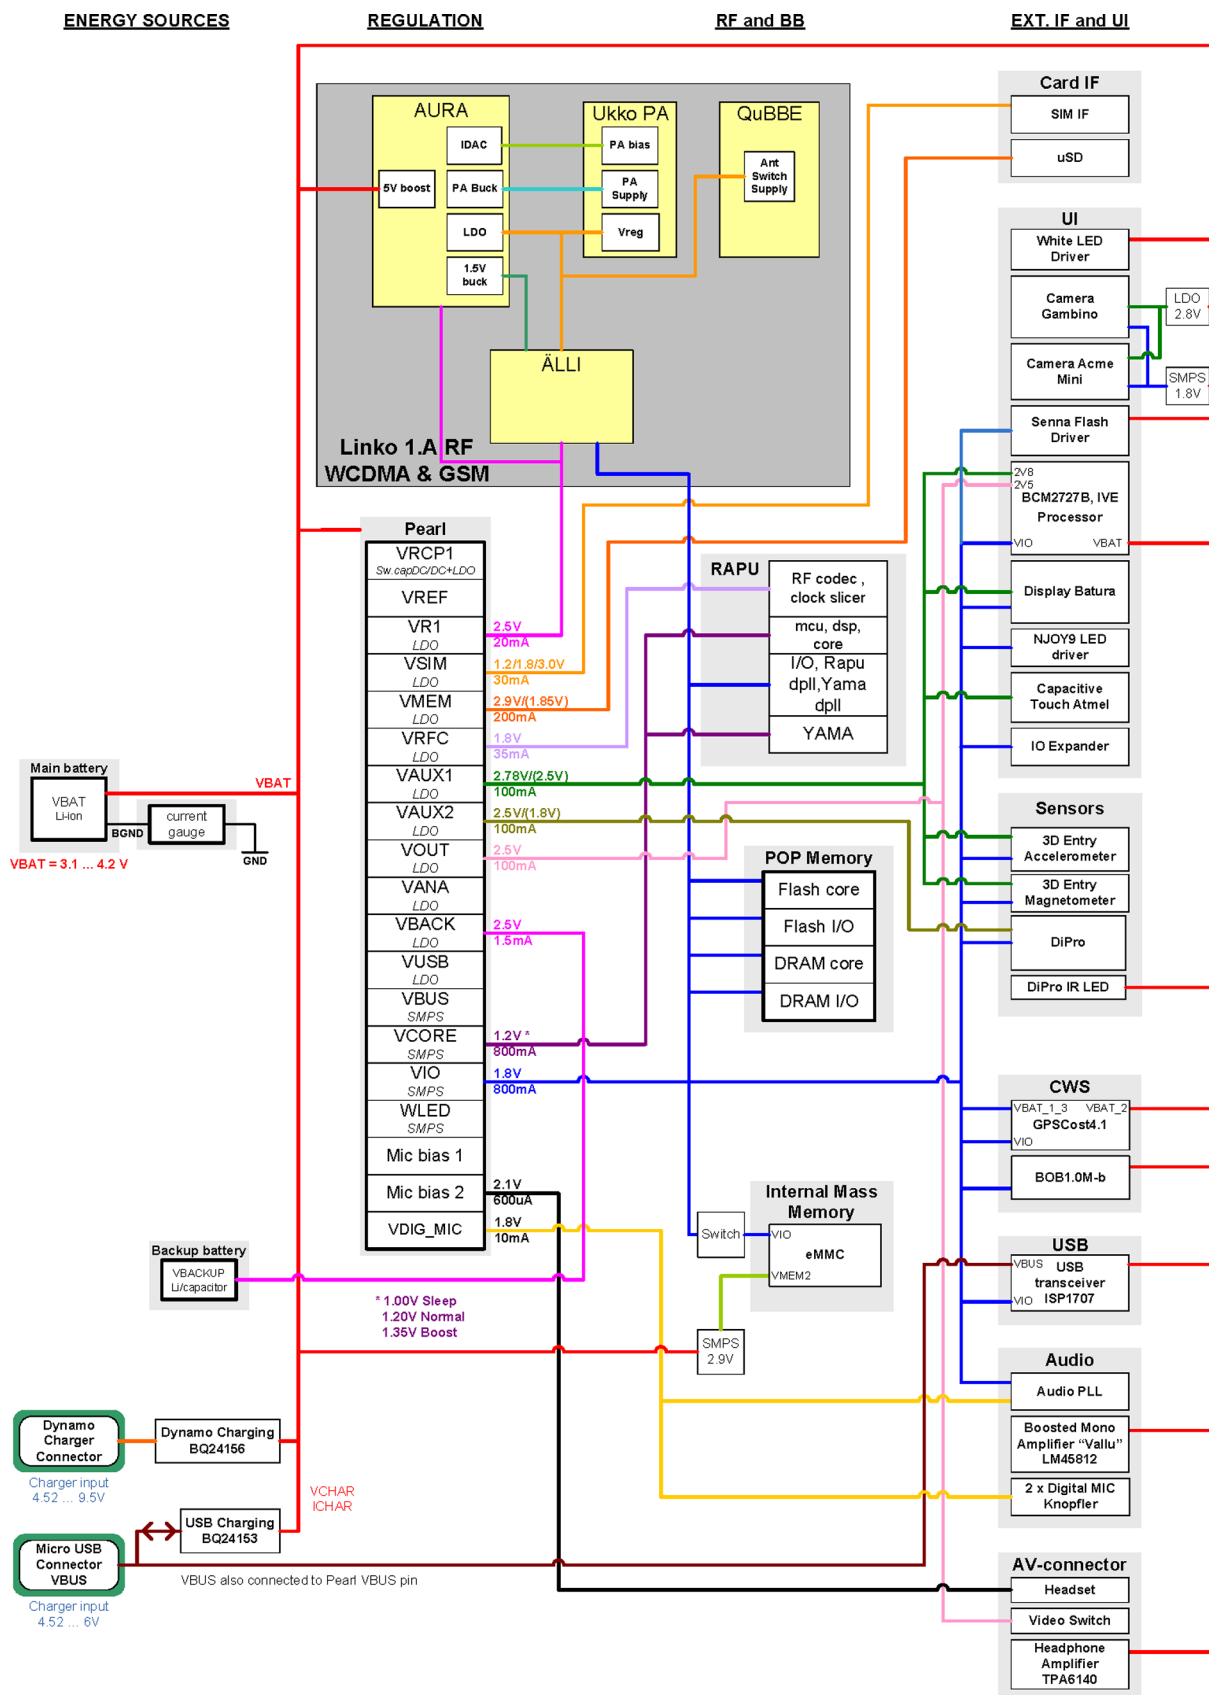 ENERGY SOURCES
REGULATION
RF and BB
EXT. IF and UI
AURA
IDAC
5V boost
PA Buck
LDO
1.5V
buck
Ukko PA
PA bias
PA
Supply
Vreg
QuBBE
Ant
Switch
Supply
ÄLLI
Linko 1.A RF
WCDMA & GSM
Card IF
SIM IF
uSD
UI
White LED
Driver
Camera
Gambino
LDO
2.8V
Camera Acme
Mini
SMPS
1.8V
Senna Flash
Driver
2V8
2V5
BCM2727B, IVE
Processor
VIO
VBAT
Display Batura
NJOY9 LED
driver
Capacitive
Touch Atmel
IO Expander
Pearl
VRCP1
Sw.capDC/DC+LDO
VREF
VR1
LDO
2.5V
20mA
VSIM
LDO
1.2/1.8/3.0V
30mA
VMEM
LDO
2.9V/(1.85V)
200mA
VRFC
LDO
1.8V
35mA
VAUX1
LDO
2.78V/(2.5V)
100mA
VAUX2
LDO
2.5V/(1.8V)
100mA
VOUT
LDO
2.5V
100mA
VANA
LDO
VBACK
LDO
2.5V
1.5mA
VUSB
LDO
VBUS
SMPS
VCORE
SMPS
1.2V *
800mA
VIO
SMPS
1.8V
800mA
WLED
SMPS
Mic bias 1
Mic bias 2
2.1V
600uA
VDIG_MIC
1.8V
10mA
* 1.00V Sleep
1.20V Normal
1.35V Boost
RAPU
RF codec ,
clock slicer
mcu, dsp,
core
I/O, Rapu
dpll,Yama
dpll
YAMA
Main battery
VBAT
Li-ion
VBAT
BGND
current
gauge
GND
VBAT = 3.1 ... 4.2 V
POP Memory
Flash core
Flash I/O
DRAM core
DRAM I/O
Sensors
3D Entry
Accelerometer
3D Entry
Magnetometer
DiPro
DiPro IR LED
CWS
VBAT_1_3
VBAT_2
GPSCost4.1
VIO
BOB1.0M-b
Internal Mass
Memory
Switch
VIO
eMMC
VMEM2
SMPS
2.9V
Backup battery
VBACKUP
Li/capacitor
USB
VBUS
USB
transceiver
ISP1707
VIO
Audio
Audio PLL
Boosted Mono
Amplifier “Vallu”
LM45812
2 x Digital MIC
Knopfler
Dynamo
Charger
Connector
Dynamo Charging
BQ24156
Charger input
4.52 ... 9.5V
VCHAR
ICHAR
USB Charging
BQ24153
Micro USB
Connector
VBUS
VBUS also connected to Pearl VBUS pin
Charger input
4.52 ... 6V
AV-connector
Headset
Video Switch
Headphone
Amplifier
TPA6140